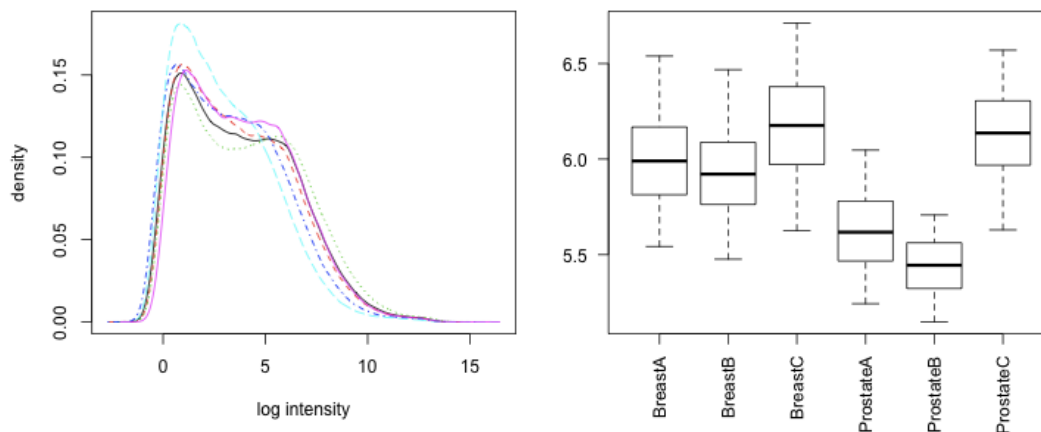 density
0.15
0.10
0.05
0.00
0 5 10 15
log intensity
6.5
6.0
5.5
BreastA
BreastB
BreastC
ProstateA
ProstateB
ProstateC